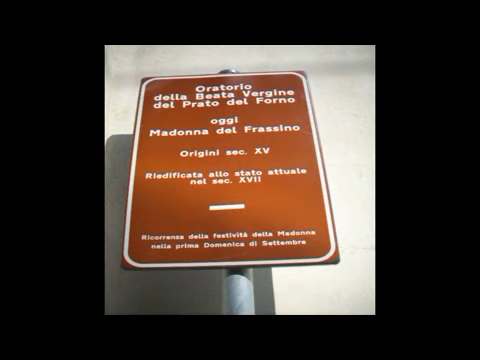 Oratorio
della Beata Vergine
del Prato del Forno
oggi
Madonna del Frassino
Origini sec. XV
Riedificata allo stato attuale
nel sec. XVII
Ricorrenza della festività della Madonna
nella prima Domenica di Settembre